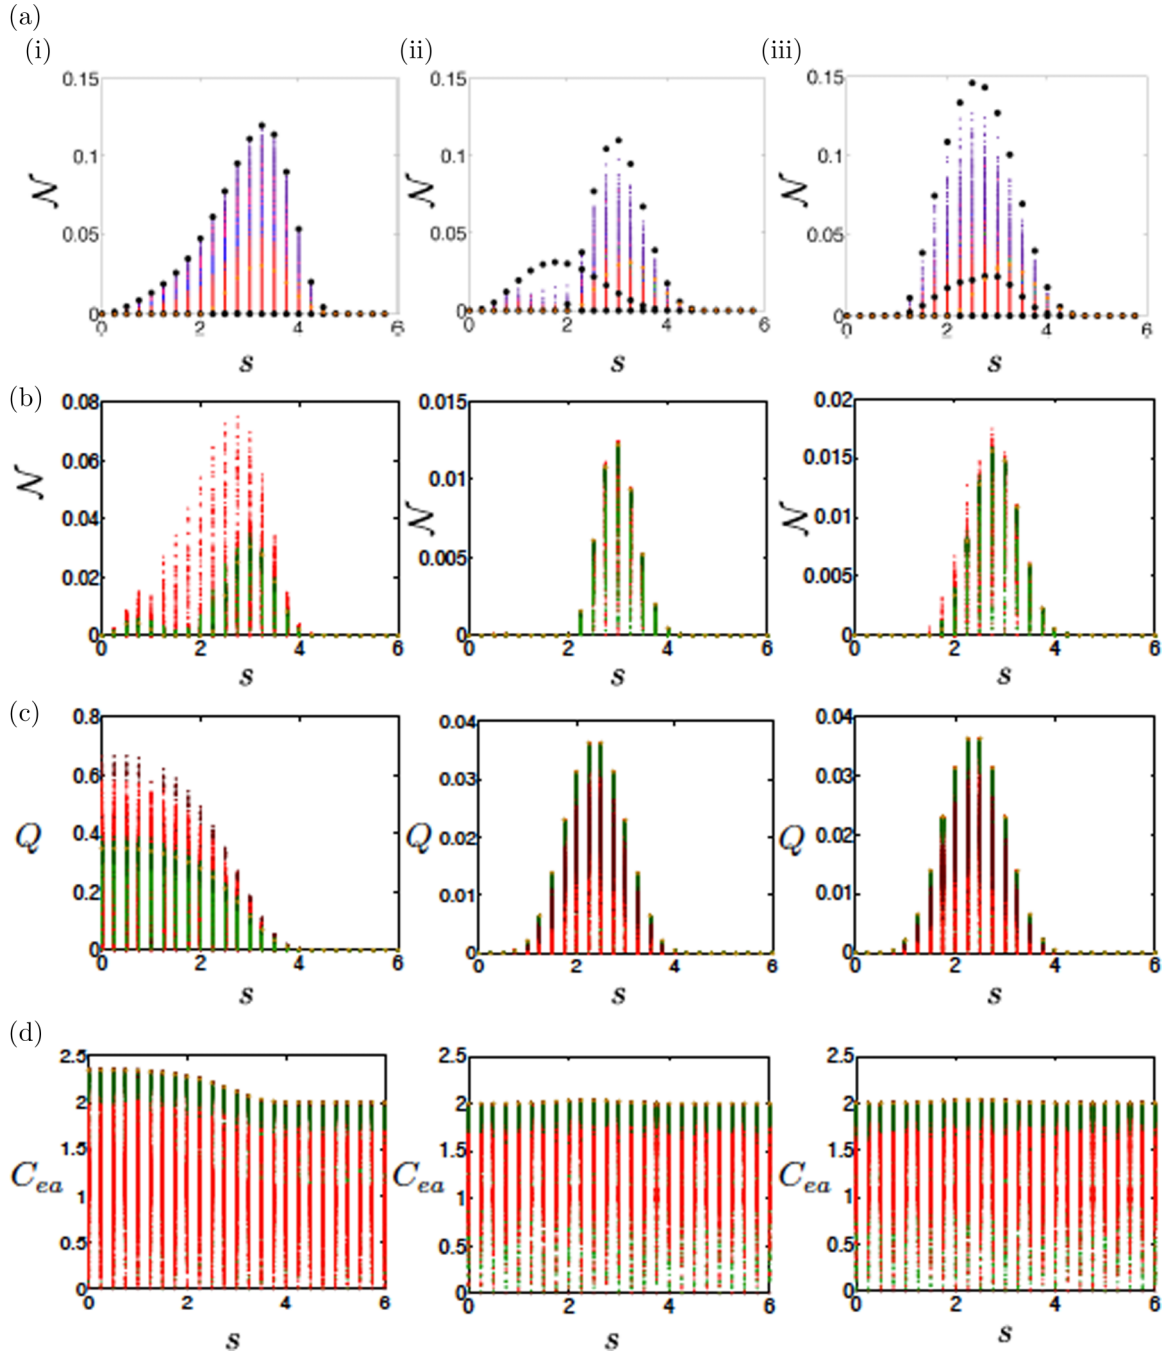 (a)
(i) (ii) (iii)
0.15 0.15 0.15
0.1 0.1 0.1
𝒩 𝒩 𝒩
0.05 0.05 0.05
0 0 0
0 2 4 6 0 2 4 6 0 2 4 6
s s s
(b)
0.08 0.015 0.02
0.06 0.015
0.01
𝒩 𝒩 𝒩
0.04 0.01
0.005
0.02 0.005
0 0 0
0 2 4 6 0 2 4 6 0 2 4 6
s s s
(c)
0.8 0.04 0.04
0.6 0.03 0.03
Q Q Q
0.4 0.02 0.02
0.2 0.01 0.01
0 0 0
0 2 4 6 0 2 4 6 0 2 4 6
s s s
(d)
2.5 2.5 2.5
2 2 2
1.5 1.5 1.5
C_ea C_ea C_ea
1 1 1
0.5 0.5 0.5
0 0 0
0 2 4 6 0 2 4 6 0 2 4 6
s s s